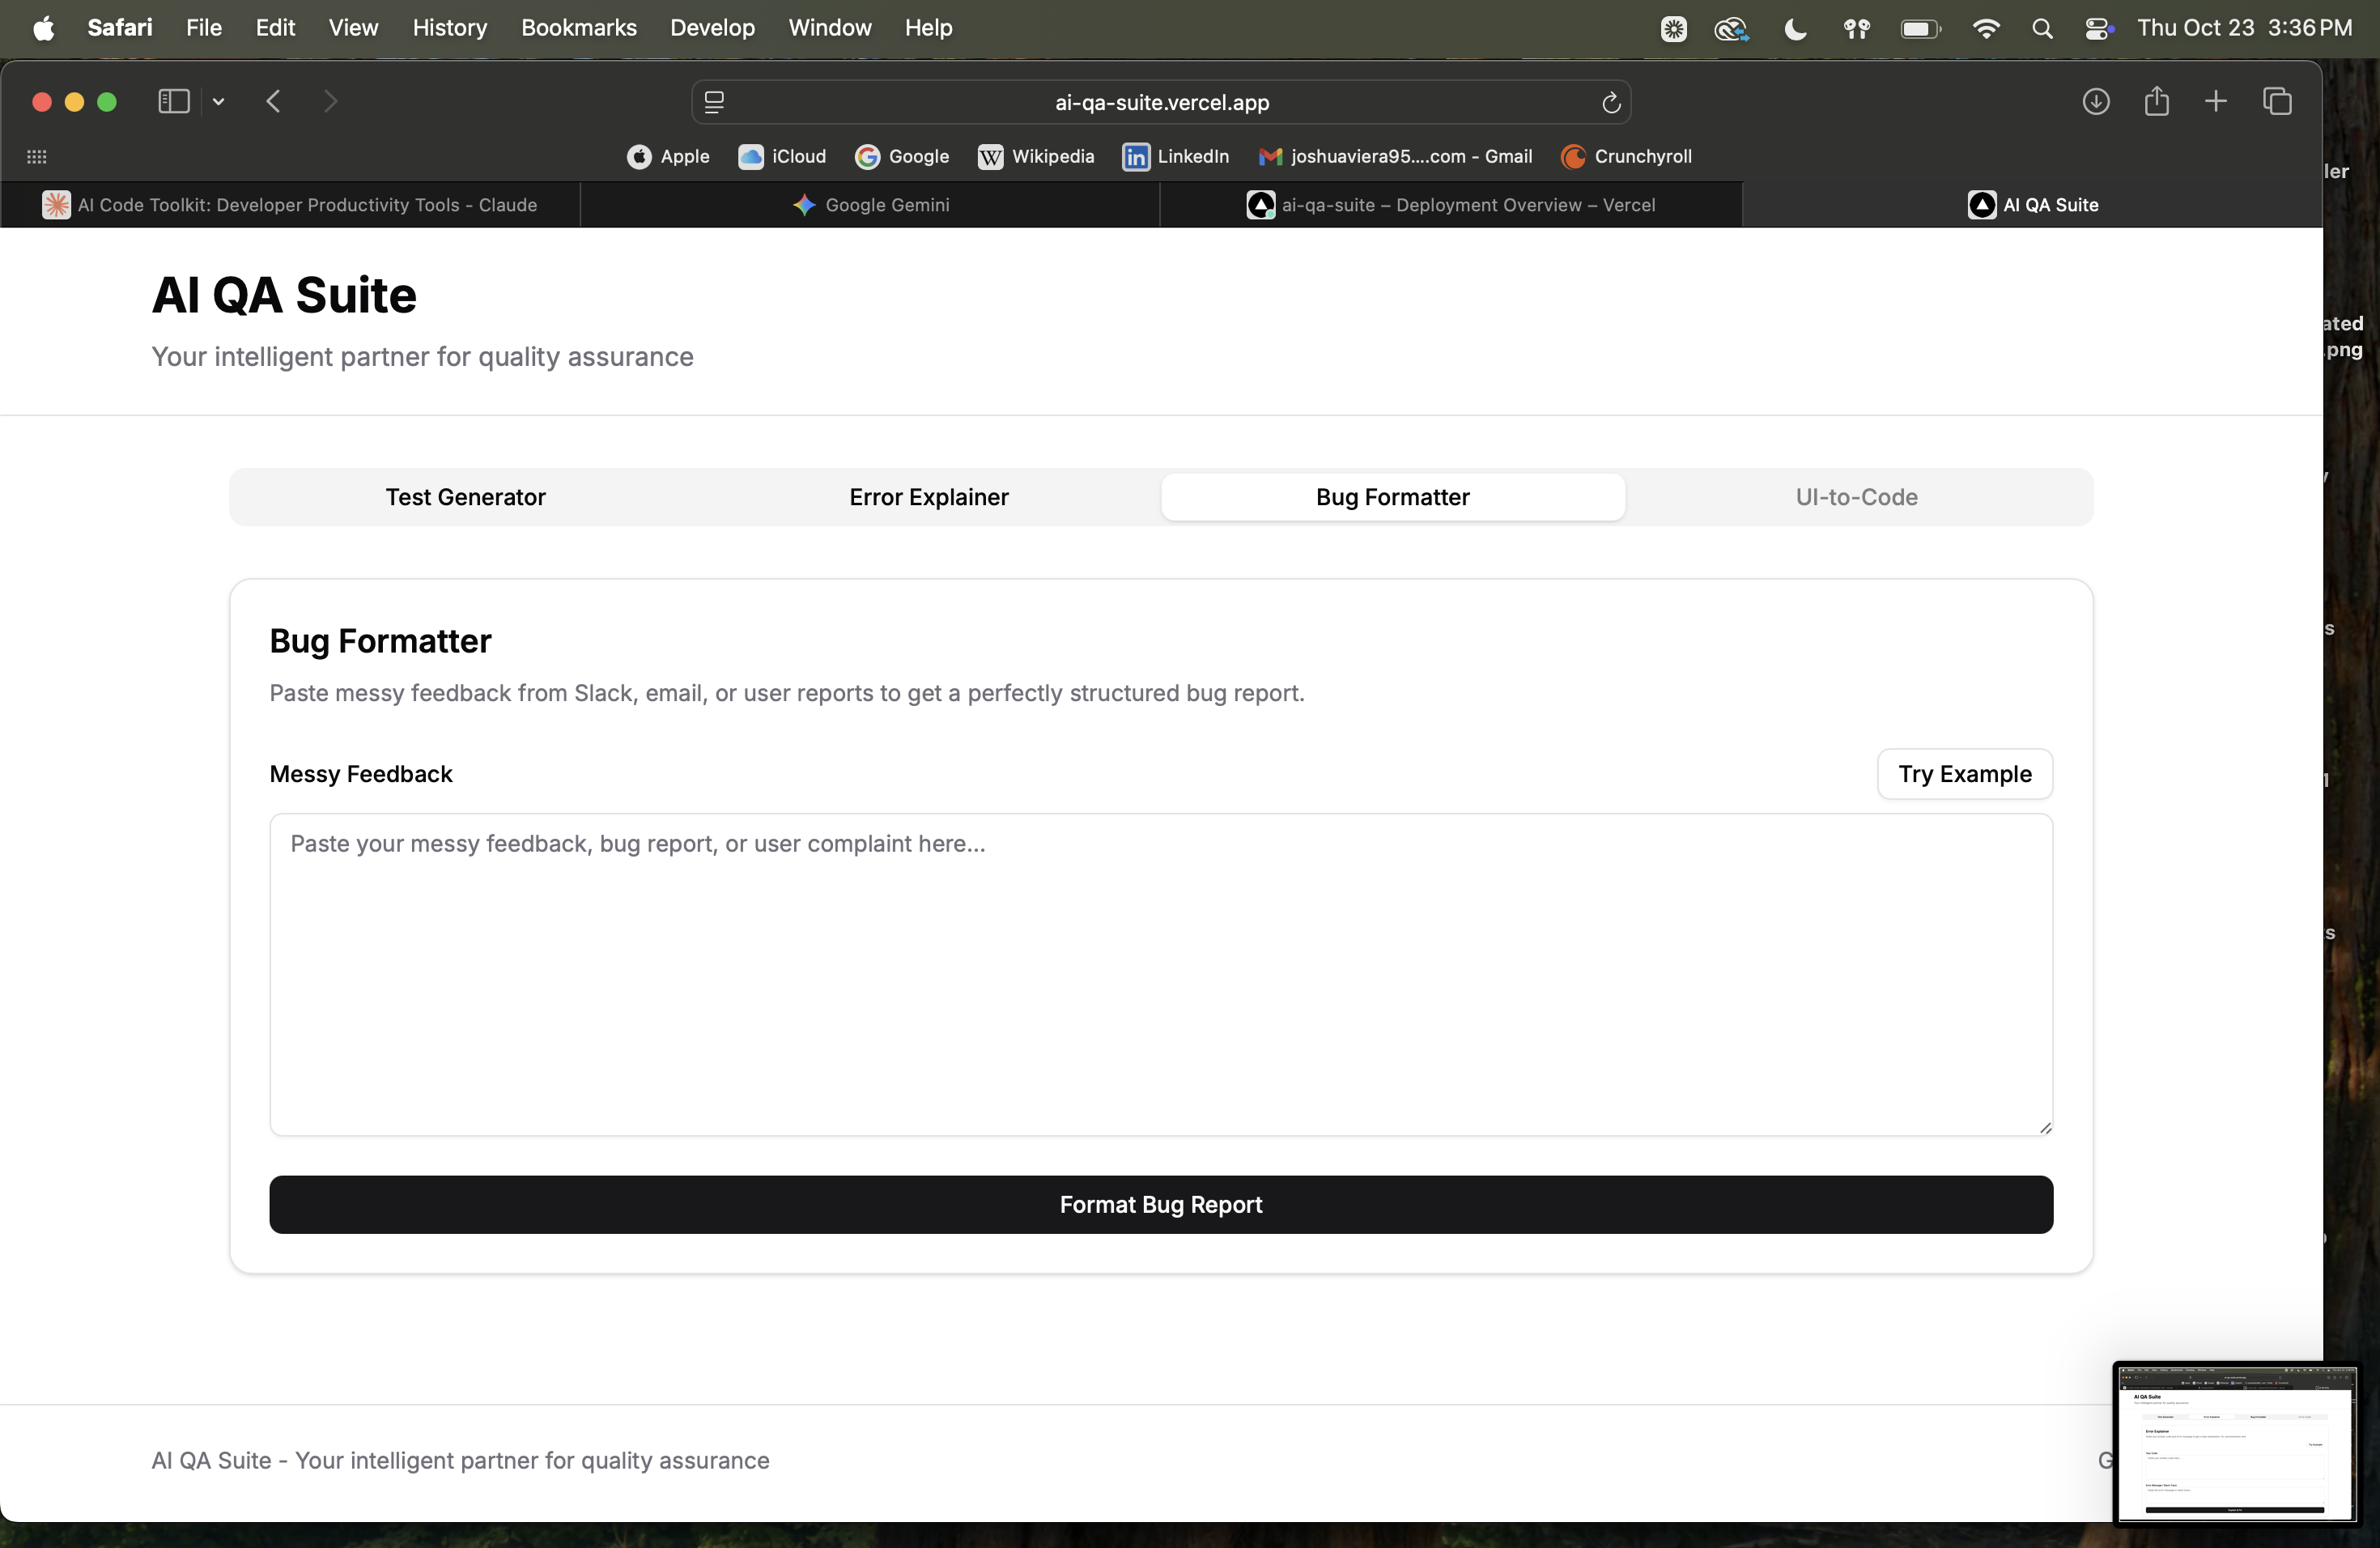 Safari File Edit View History Bookmarks Develop Window Help Thu Oct 23 3:36 PM
ai-qa-suite.vercel.app
Apple iCloud Google Wikipedia LinkedIn joshuaviera95....com - Gmail Crunchyroll
AI Code Toolkit: Developer Productivity Tools - Claude Google Gemini ai-qa-suite – Deployment Overview – Vercel AI QA Suite
AI QA Suite
Your intelligent partner for quality assurance
Test Generator Error Explainer Bug Formatter UI-to-Code
Bug Formatter
Paste messy feedback from Slack, email, or user reports to get a perfectly structured bug report.
Messy Feedback Try Example
Paste your messy feedback, bug report, or user complaint here...
Format Bug Report
AI QA Suite - Your intelligent partner for quality assurance